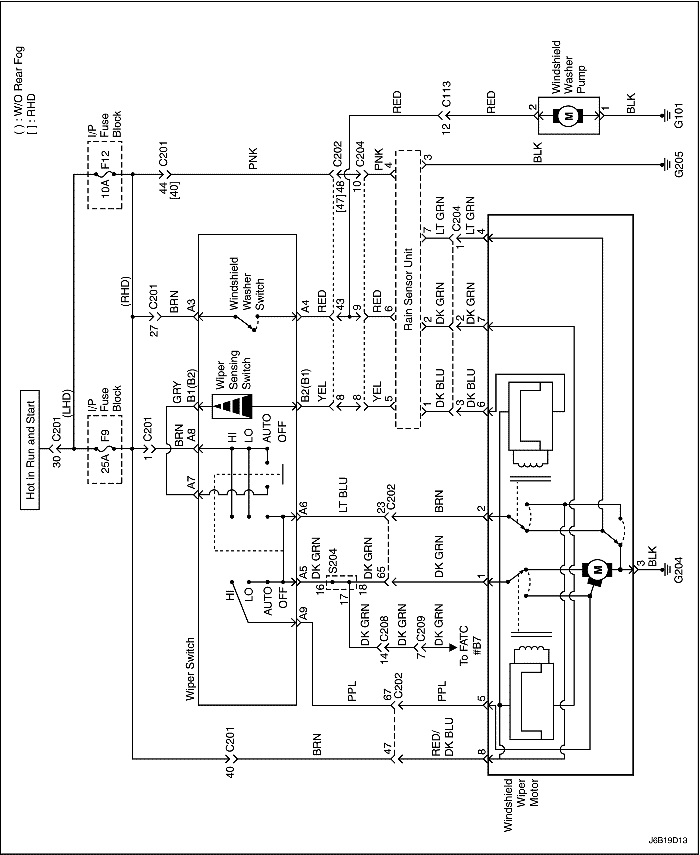 ( ) : W/O Rear Fog
[ ] : RHD
Hot in Run and Start
30
C201
(LHD)
(RHD)
I/P
Fuse
Block
25A
F9
I/P
Fuse
Block
10A
F12
1
C201
BRN
A8
27
C201
BRN
A3
44
[40]
C201
PNK
40
C201
BRN
Wiper Switch
A7
GRY
B1(B2)
HI
LO
AUTO
OFF
HI
LO
AUTO
OFF
Wiper
Sensing
Switch
Windshield
Washer
Switch
A9
A5
A6
B2(B1)
A4
DK GRN
16
S204
17
18
DK GRN
65
LT BLU
23
C202
YEL
8
8
YEL
5
RED
43
9
RED
6
[47]
48
C202
10
C204
PNK
4
Rain Sensor Unit
1
2
7
3
DK GRN
14
C208
DK GRN
7
C209
DK GRN
To FATC
#B7
PPL
67
C202
PPL
5
47
RED/
DK BLU
8
DK GRN
1
BRN
2
DK BLU
3
DK BLU
6
DK GRN
2
DK GRN
7
LT GRN
1
C204
LT GRN
4
BLK
G205
RED
12
C113
RED
2
Windshield
Washer
Pump
M
1
BLK
G101
Windshield
Wiper
Motor
M
3
BLK
G204
J6B19D13